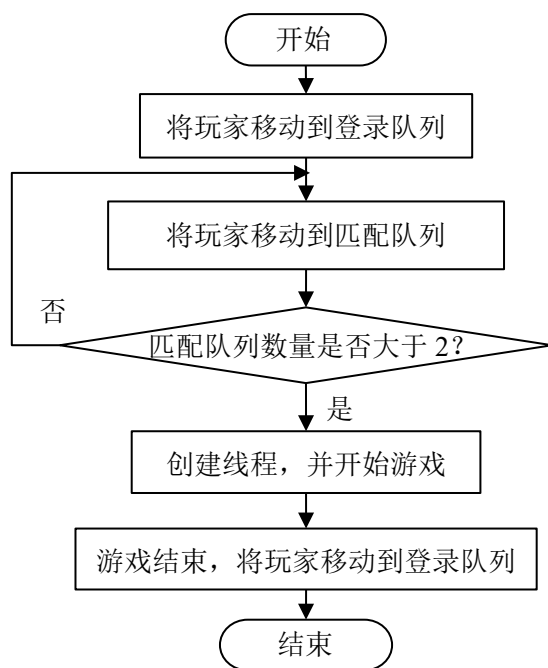 开始
将玩家移动到登录队列
将玩家移动到匹配队列
否
匹配队列数量是否大于 2？
是
创建线程，并开始游戏
游戏结束，将玩家移动到登录队列
结束